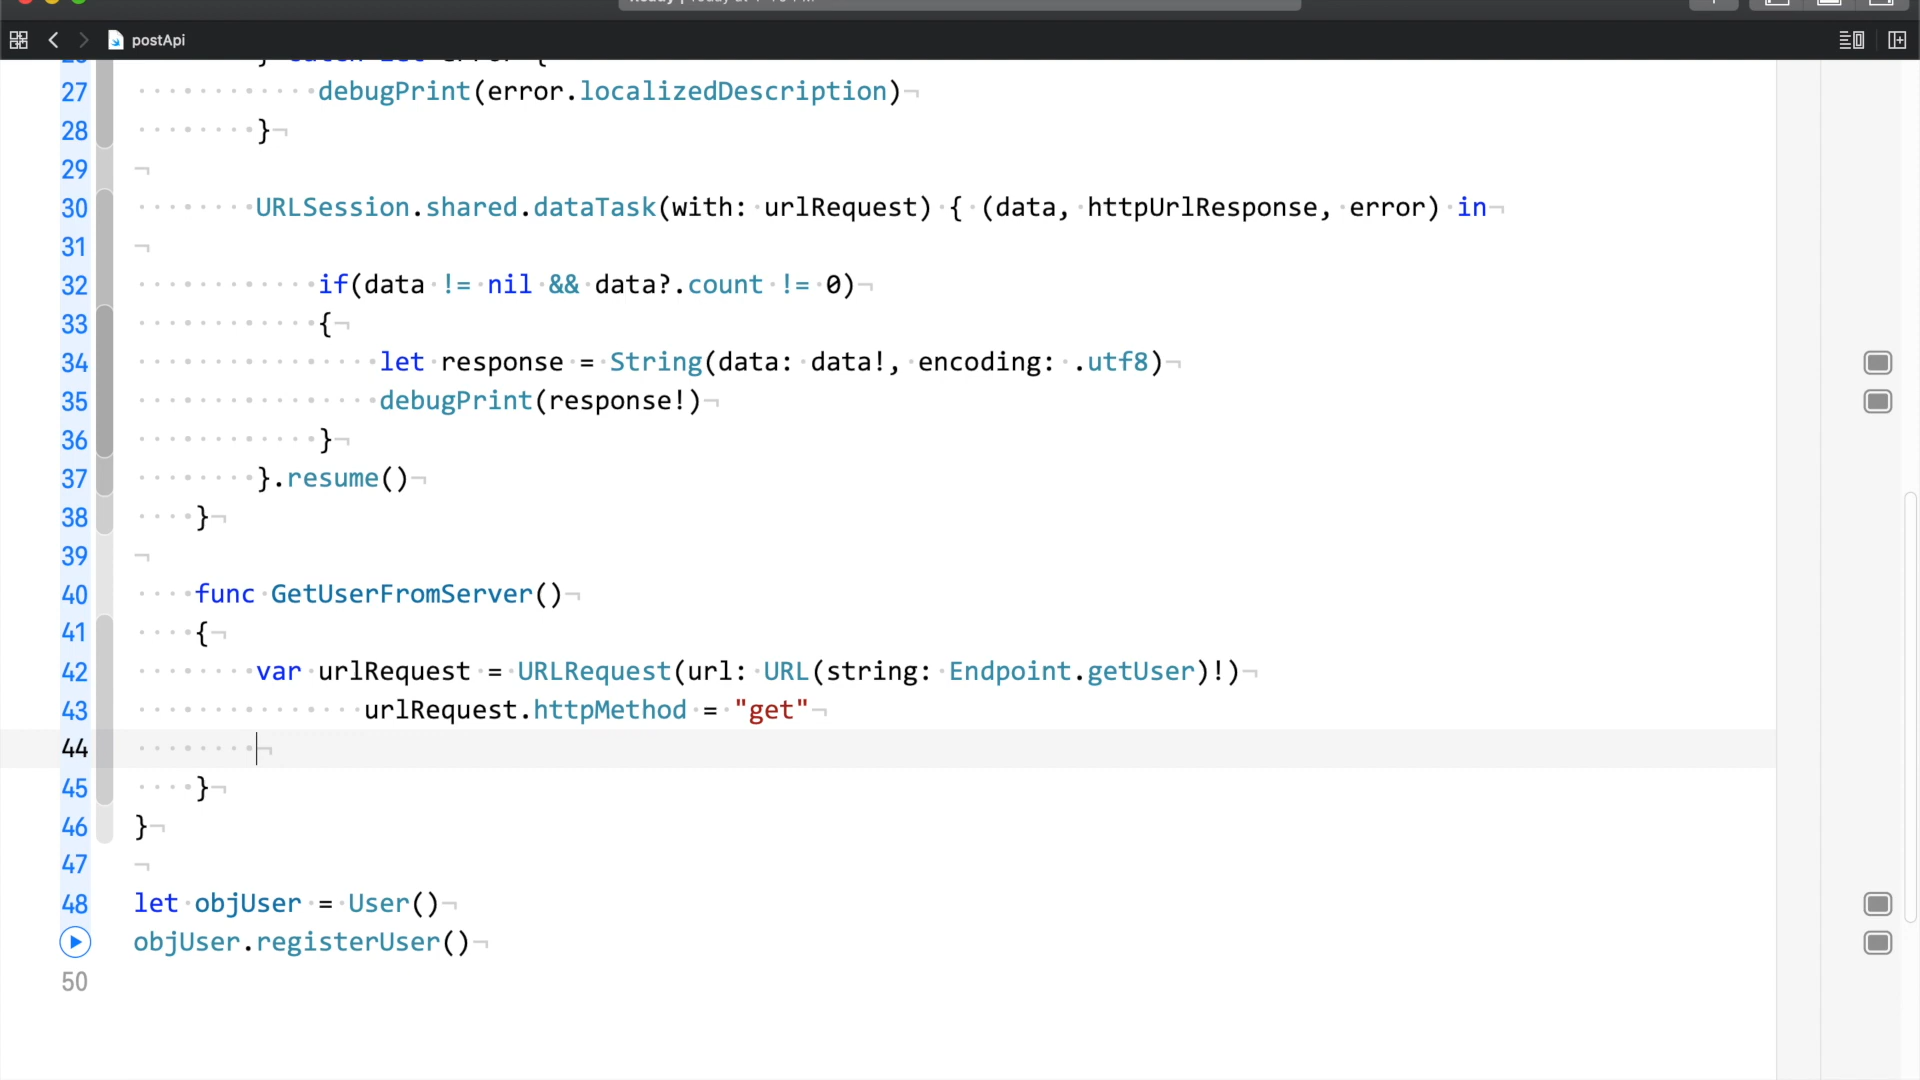 postApi
27 debugPrint(error.localizedDescription)
28 }
29
30 URLSession.shared.dataTask(with: urlRequest) { (data, httpUrlResponse, error) in
31
32 if(data != nil && data?.count != 0)
33 {
34 let response = String(data: data!, encoding: .utf8)
35 debugPrint(response!)
36 }
37 }.resume()
38 }
39
40 func GetUserFromServer()
41 {
42 var urlRequest = URLRequest(url: URL(string: Endpoint.getUser)!)
43 urlRequest.httpMethod = "get"
44
45 }
46 }
47
48 let objUser = User()
objUser.registerUser()
50